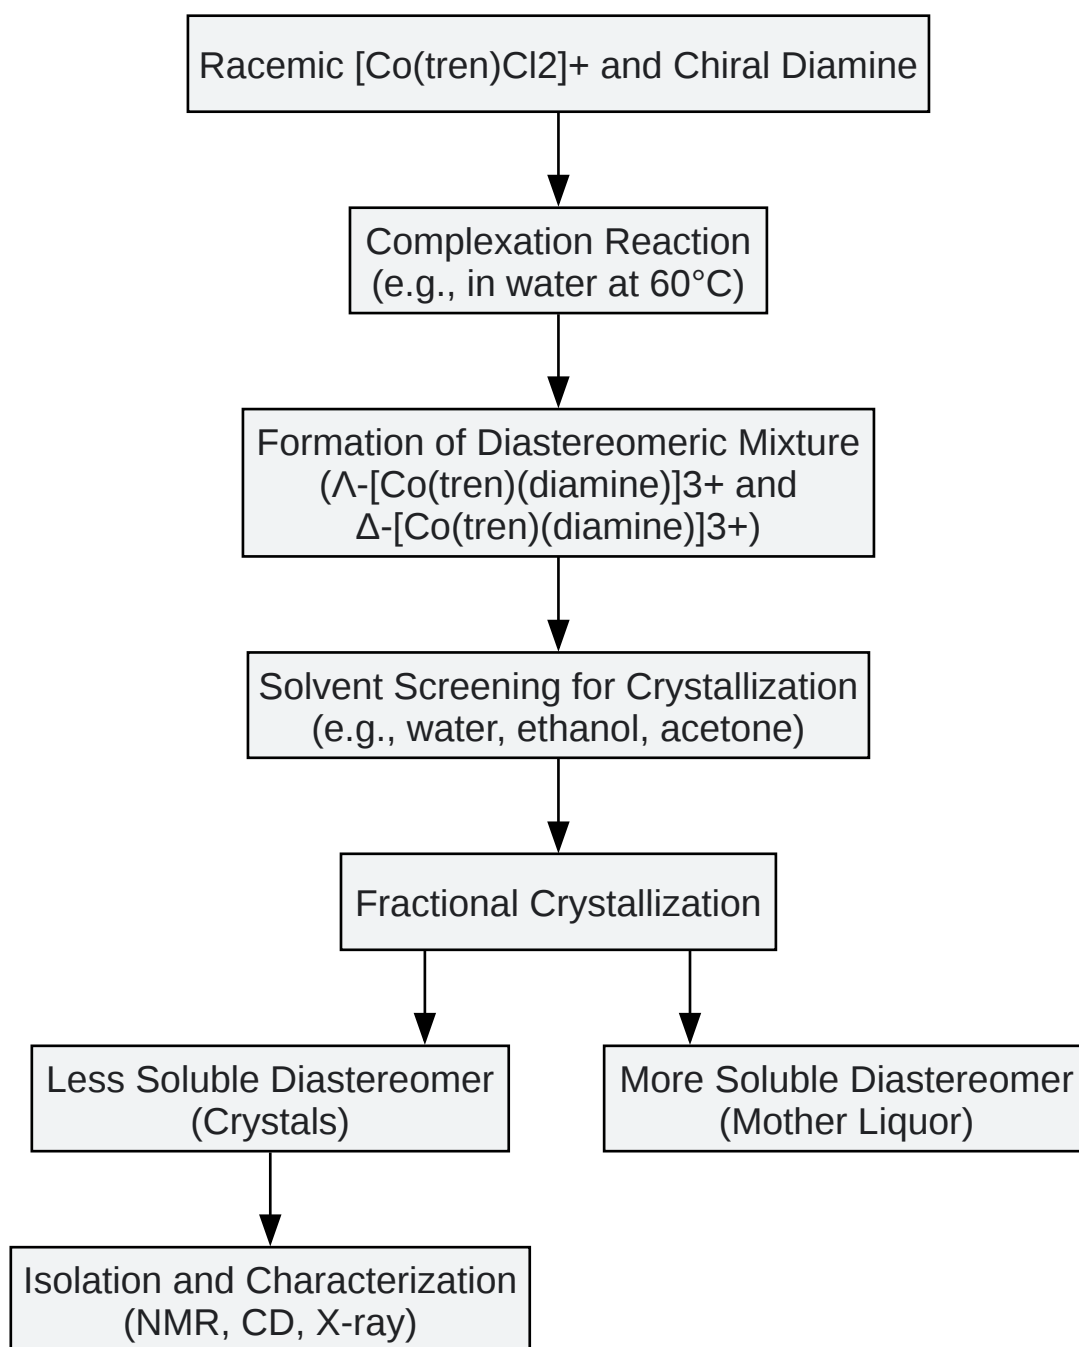 Racemic [Co(tren)Cl2]+ and Chiral Diamine
Complexation Reaction
(e.g., in water at 60°C)
Formation of Diastereomeric Mixture
(Λ-[Co(tren)(diamine)]3+ and
Δ-[Co(tren)(diamine)]3+)
Solvent Screening for Crystallization
(e.g., water, ethanol, acetone)
Fractional Crystallization
Less Soluble Diastereomer
(Crystals)
More Soluble Diastereomer
(Mother Liquor)
Isolation and Characterization
(NMR, CD, X-ray)